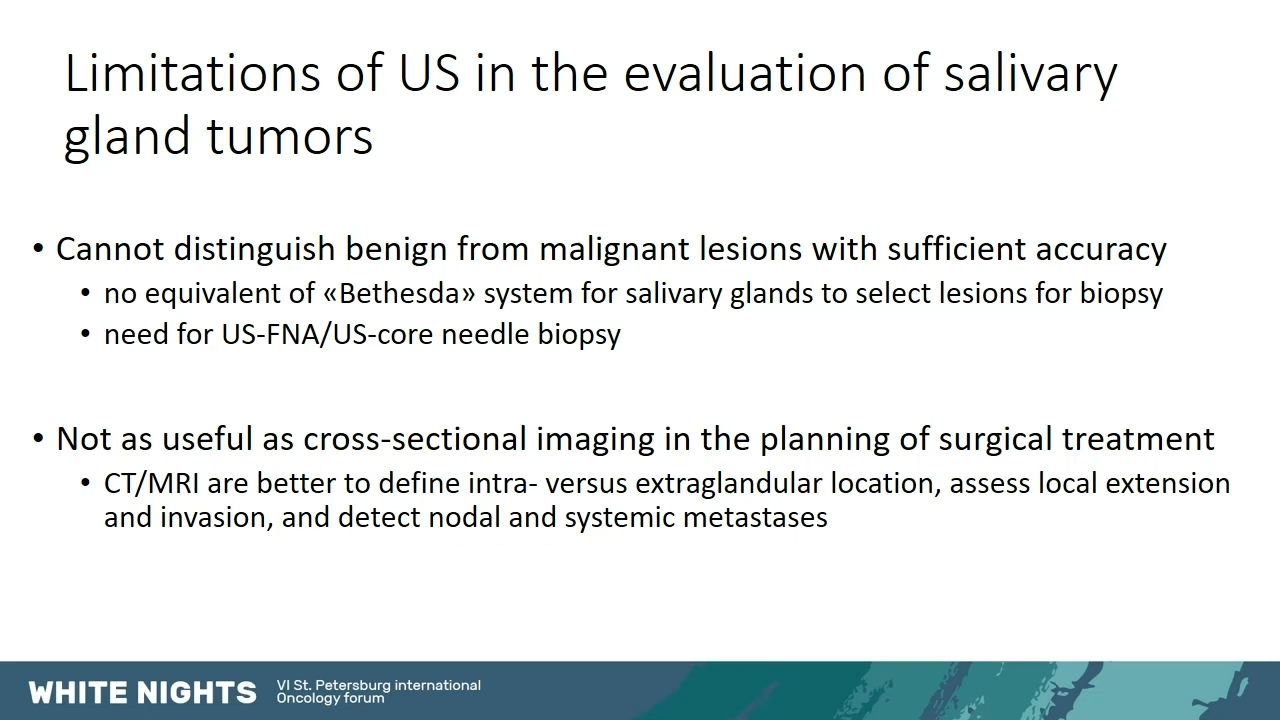 Limitations of US in the evaluation of salivary
gland tumors
• Cannot distinguish benign from malignant lesions with sufficient accuracy
• no equivalent of «Bethesda» system for salivary glands to select lesions for biopsy
• need for US-FNA/US-core needle biopsy
• Not as useful as cross-sectional imaging in the planning of surgical treatment
• CT/MRI are better to define intra- versus extraglandular location, assess local extension
and invasion, and detect nodal and systemic metastases
WHITE NIGHTS
VI St. Petersburg international
Oncology forum